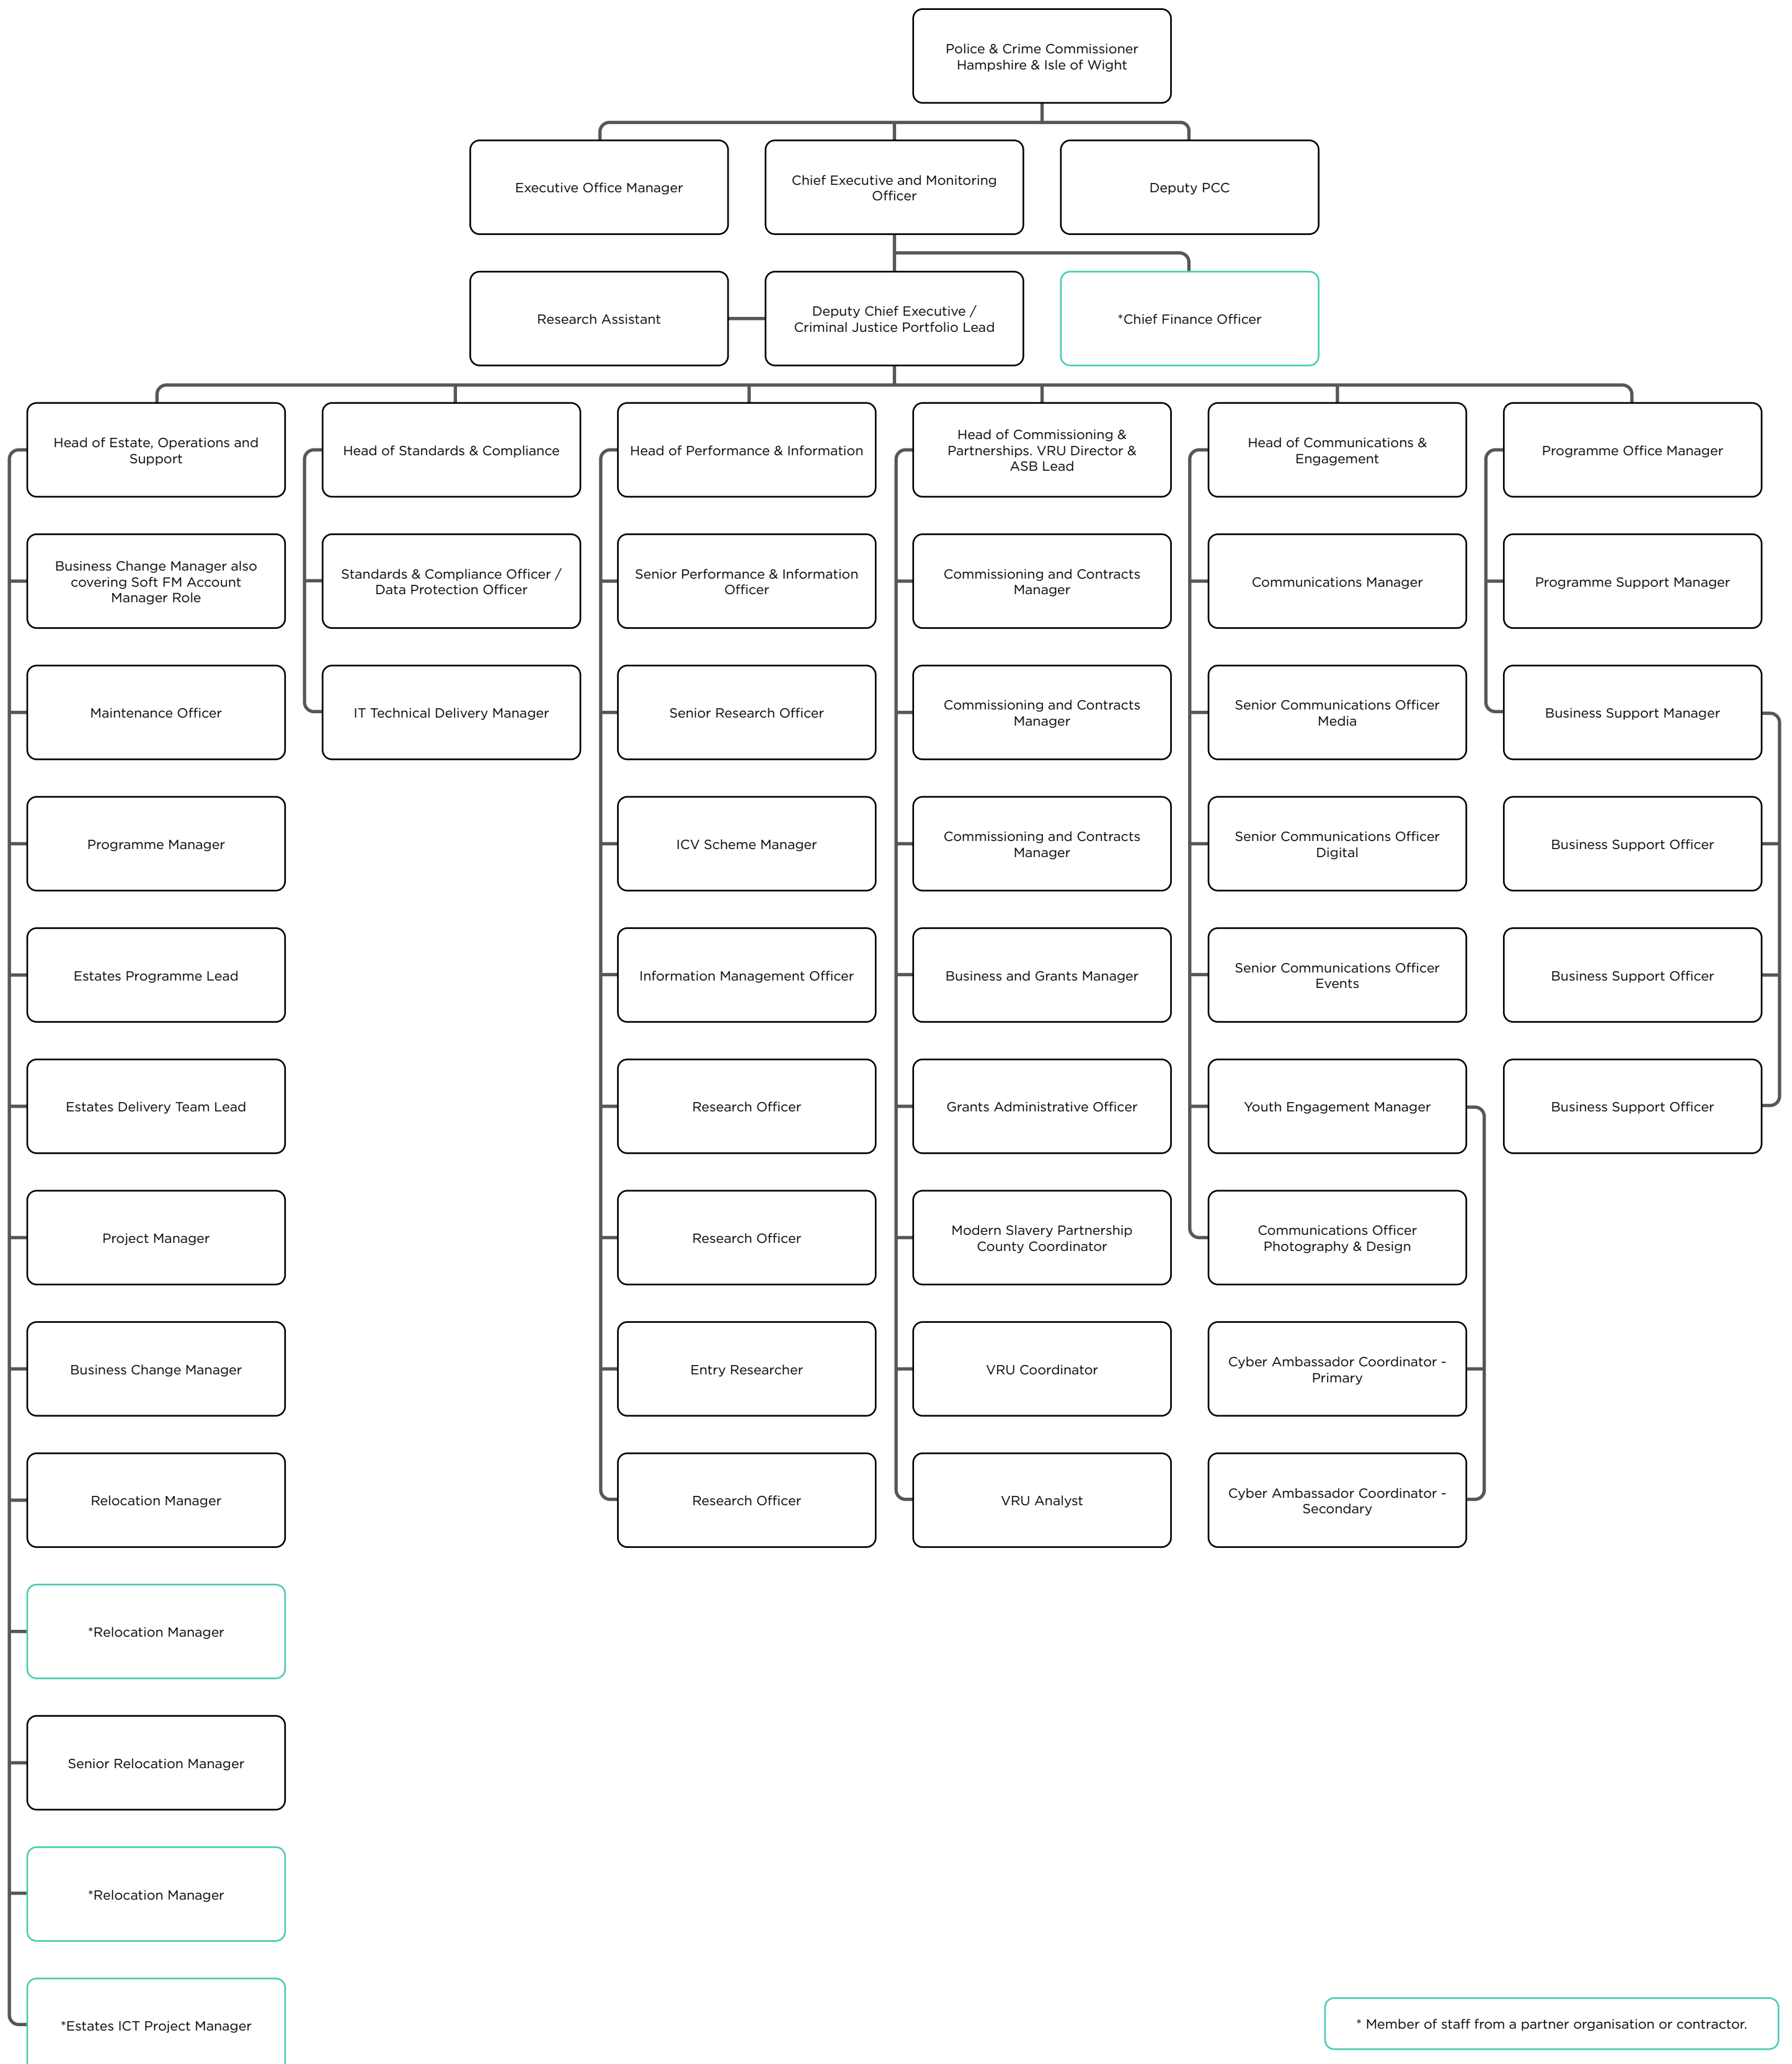 Police & Crime Commissioner
Hampshire & Isle of Wight
Executive Office Manager
Chief Executive and Monitoring
Officer
Deputy PCC
Research Assistant
Deputy Chief Executive /
Criminal Justice Portfolio Lead
*Chief Finance Officer
Head of Estate, Operations and
Support
Business Change Manager also
covering Soft FM Account
Manager Role
Maintenance Officer
Programme Manager
Estates Programme Lead
Estates Delivery Team Lead
Project Manager
Business Change Manager
Relocation Manager
*Relocation Manager
Senior Relocation Manager
*Relocation Manager
*Estates ICT Project Manager
Head of Standards & Compliance
Standards & Compliance Officer /
Data Protection Officer
IT Technical Delivery Manager
Head of Performance & Information
Senior Performance & Information
Officer
Senior Research Officer
ICV Scheme Manager
Information Management Officer
Research Officer
Research Officer
Entry Researcher
Research Officer
Head of Commissioning &
Partnerships. VRU Director &
ASB Lead
Commissioning and Contracts
Manager
Commissioning and Contracts
Manager
Commissioning and Contracts
Manager
Business and Grants Manager
Grants Administrative Officer
Modern Slavery Partnership
County Coordinator
VRU Coordinator
VRU Analyst
Head of Communications &
Engagement
Communications Manager
Senior Communications Officer
Media
Senior Communications Officer
Digital
Senior Communications Officer
Events
Youth Engagement Manager
Communications Officer
Photography & Design
Cyber Ambassador Coordinator -
Primary
Cyber Ambassador Coordinator -
Secondary
Programme Office Manager
Programme Support Manager
Business Support Manager
Business Support Officer
Business Support Officer
Business Support Officer
* Member of staff from a partner organisation or contractor.